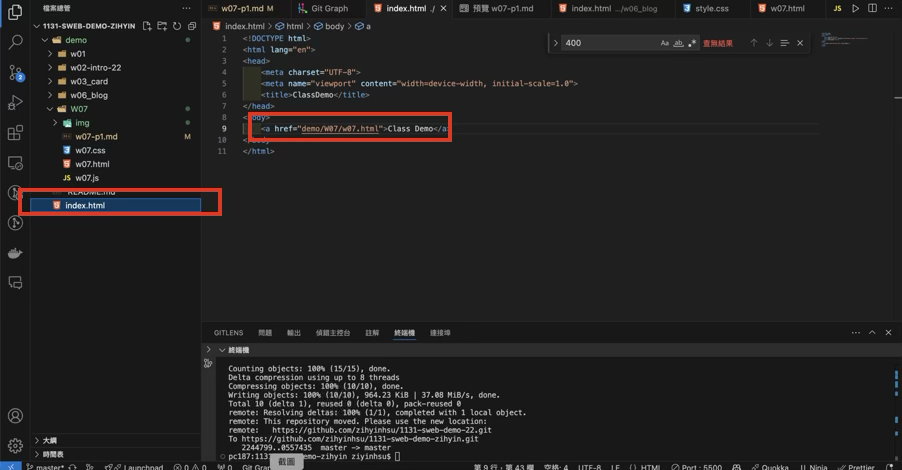 檔案總管
w07-p1.md M
Git Graph
index.html ./
預覽 w07-p1.md
index.html .../w06_blog
style.css
w07.html
JS
1131-SWEB-DEMO-ZIHYIN
demo
w01
w02-intro-22
w03_card
w06_blog
W07
img
w07-p1.md M
w07.css
w07.html
JS w07.js
README.md
index.html
大綱
時間表
index.html > html > body > a
400
Aa
ab
查無結果
1 <!DOCTYPE html>
2 <html lang="en">
3 <head>
4 <meta charset="UTF-8">
5 <meta name="viewport" content="width=device-width, initial-scale=1.0">
6 <title>ClassDemo</title>
7 </head>
8 <body>
9 <a href="demo/W07/w07.html">Class Demo</a
10
11 </html>
GITLENS 問題 輸出 偵錯主控台 註解 終端機 連接埠
終端機
Counting objects: 100% (15/15), done.
Delta compression using up to 8 threads
Compressing objects: 100% (10/10), done.
Writing objects: 100% (10/10), 964.23 KiB | 37.08 MiB/s, done.
Total 10 (delta 1), reused 0 (delta 0), pack-reused 0
remote: Resolving deltas: 100% (1/1), completed with 1 local object.
remote: This repository moved. Please use the new location:
remote: https://github.com/zihyinhsu/1131-sweb-demo-22.git
To https://github.com/zihyinhsu/1131-sweb-demo-zihyin.git
2244799..0557435 master -> master
demo-zihyin ziyinhsu$
截圖
master* Launchpad 0 0 0 Git Gra 第 9 行，第 43 欄 空格: 4 UTF-8 LF HTML Port : 5500 Quokka Ninja Prettier